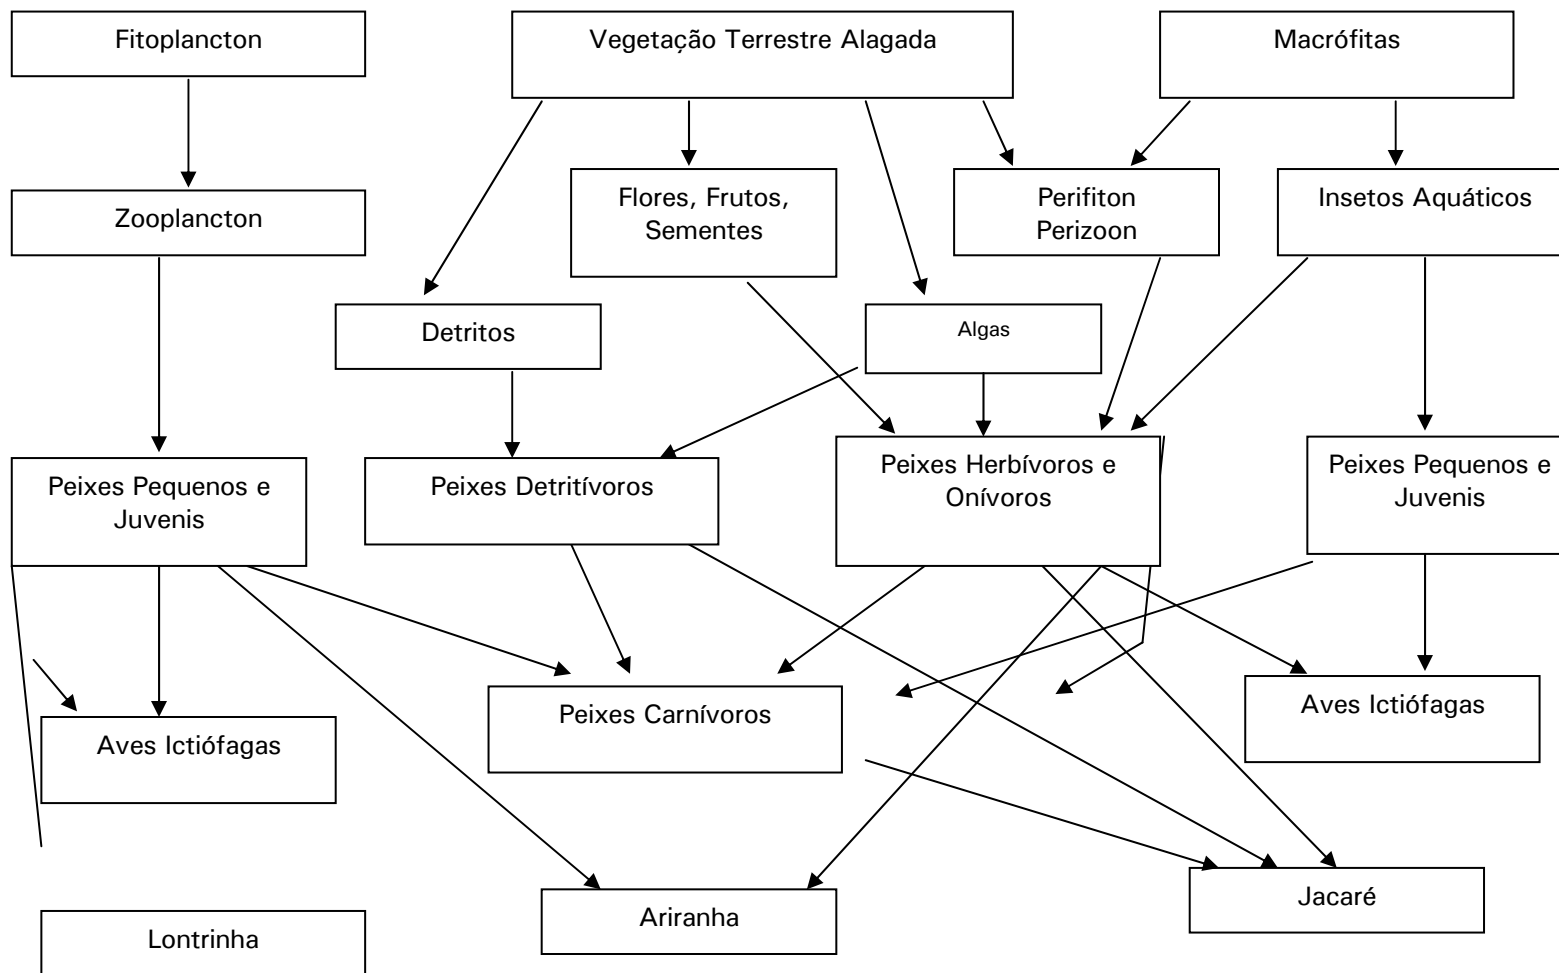 Fitoplancton
Vegetação Terrestre Alagada
Macrófitas
Zooplancton
Flores, Frutos,
Sementes
Perifiton
Perizoon
Insetos Aquáticos
Detritos
Algas
Peixes Pequenos e
Juvenis
Peixes Detritívoros
Peixes Herbívoros e
Onívoros
Peixes Pequenos e
Juvenis
Aves Ictiófagas
Peixes Carnívoros
Aves Ictiófagas
Lontrinha
Ariranha
Jacaré